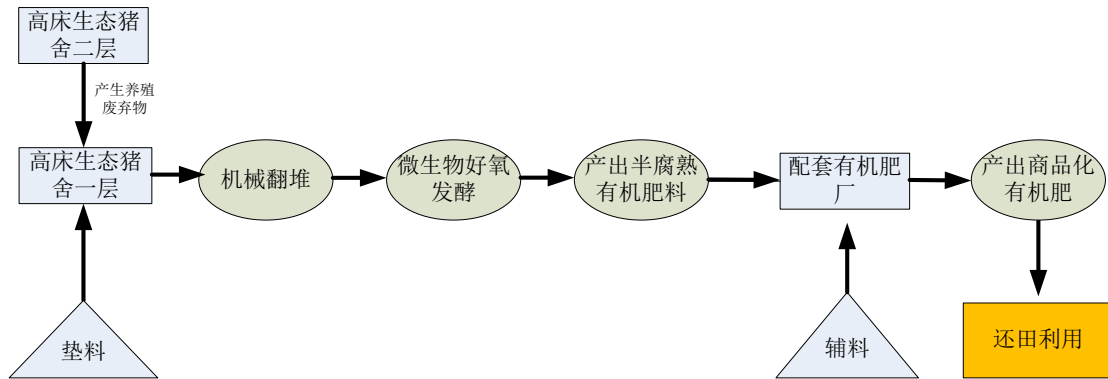 高床生态猪
舍二层
产生养殖
废弃物
高床生态猪
舍一层
机械翻堆
微生物好氧
发酵
产出半腐熟
有机肥料
配套有机肥
厂
产出商品化
有机肥
垫料
辅料
还田利用